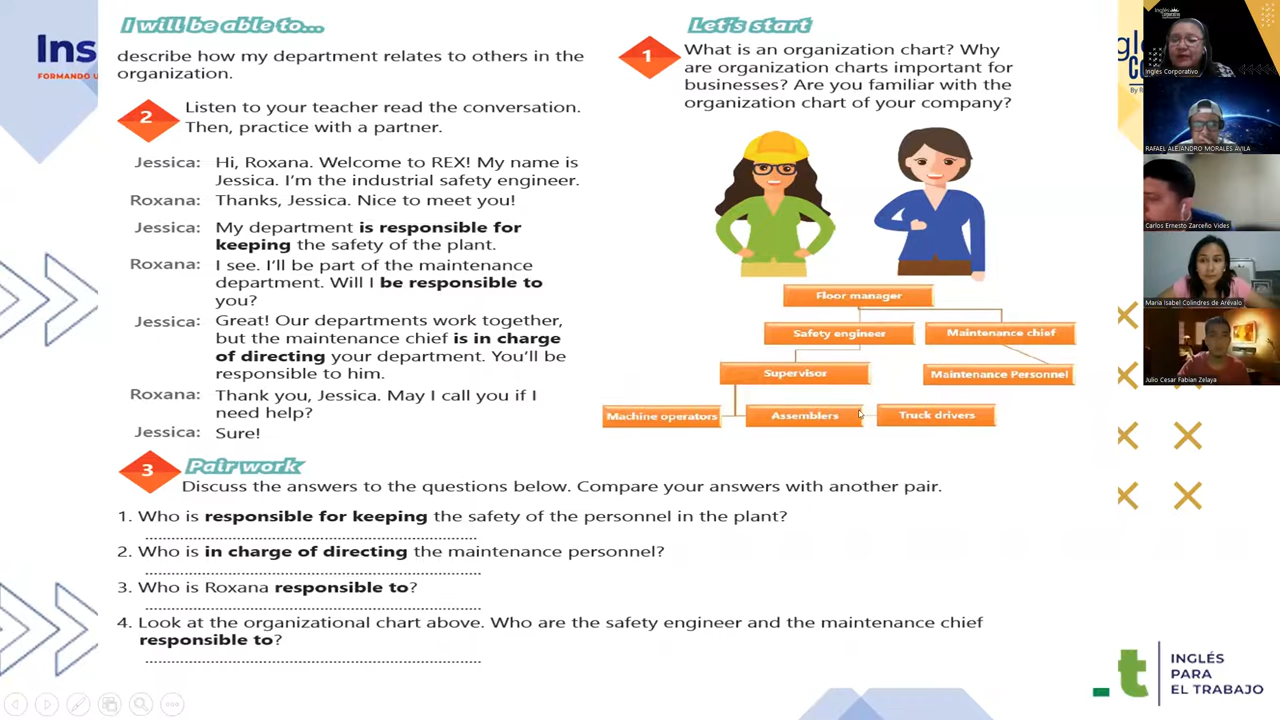 I will be able to...
describe how my department relates to others in the
organization.
2
Listen to your teacher read the conversation.
Then, practice with a partner.
Jessica: Hi, Roxana. Welcome to REX! My name is
Jessica. I'm the industrial safety engineer.
Roxana: Thanks, Jessica. Nice to meet you!
Jessica: My department is responsible for
keeping the safety of the plant.
Roxana: I see. I'll be part of the maintenance
department. Will I be responsible to
you?
Jessica: Great! Our departments work together,
but the maintenance chief is in charge
of directing your department. You'll be
responsible to him.
Roxana: Thank you, Jessica. May I call you if I
need help?
Jessica: Sure!
Let's start
1
What is an organization chart? Why
are organization charts important for
businesses? Are you familiar with the
organization chart of your company?
Floor manager
Safety engineer
Maintenance chief
Supervisor
Maintenance Personnel
Machine operators
Assemblers
Truck drivers
3
Pair work
Discuss the answers to the questions below. Compare your answers with another pair.
1. Who is responsible for keeping the safety of the personnel in the plant?
2. Who is in charge of directing the maintenance personnel?
3. Who is Roxana responsible to?
4. Look at the organizational chart above. Who are the safety engineer and the maintenance chief
responsible to?
Ins
FORMANDO
Inglés Corporativo
RAFAEL ALEJANDRO MORALES AVILA
Carlos Ernesto Zarceño Vides
Maria Isabel Colindres de Arévalo
Julio Cesar Fabian Zelaya
t
INGLÉS
PARA
EL TRABAJO